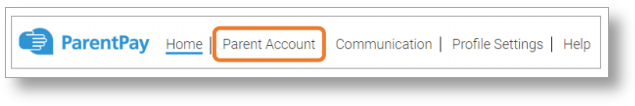 ParentPay Home | Parent Account | Communication | Profile Settings | Help